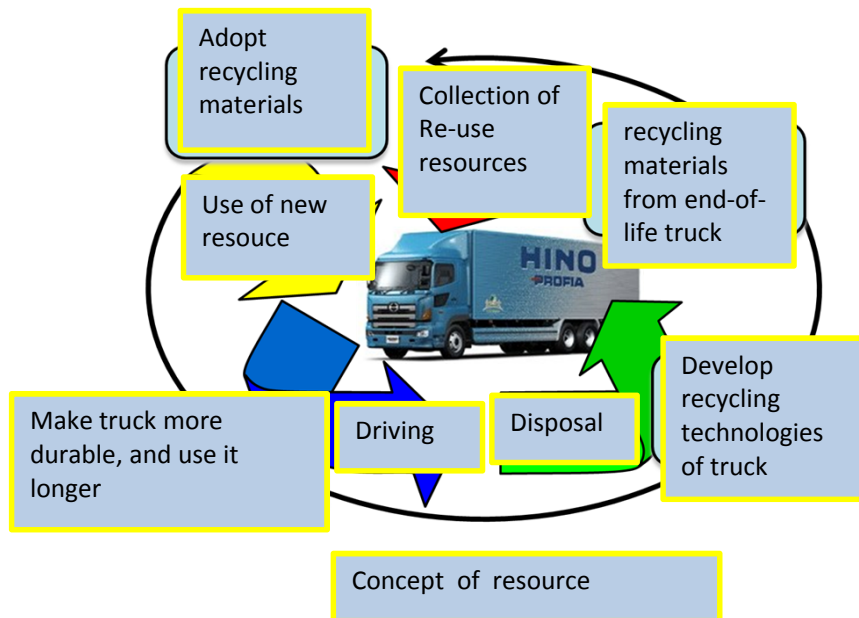 Adopt
recycling
materials
Collection of
Re-use
resources
recycling
materials
from end-of-
life truck
Use of new
resouce
HINO
PROFIA
Develop
recycling
technologies
of truck
Make truck more
durable, and use it
longer
Driving
Disposal
Concept of resource